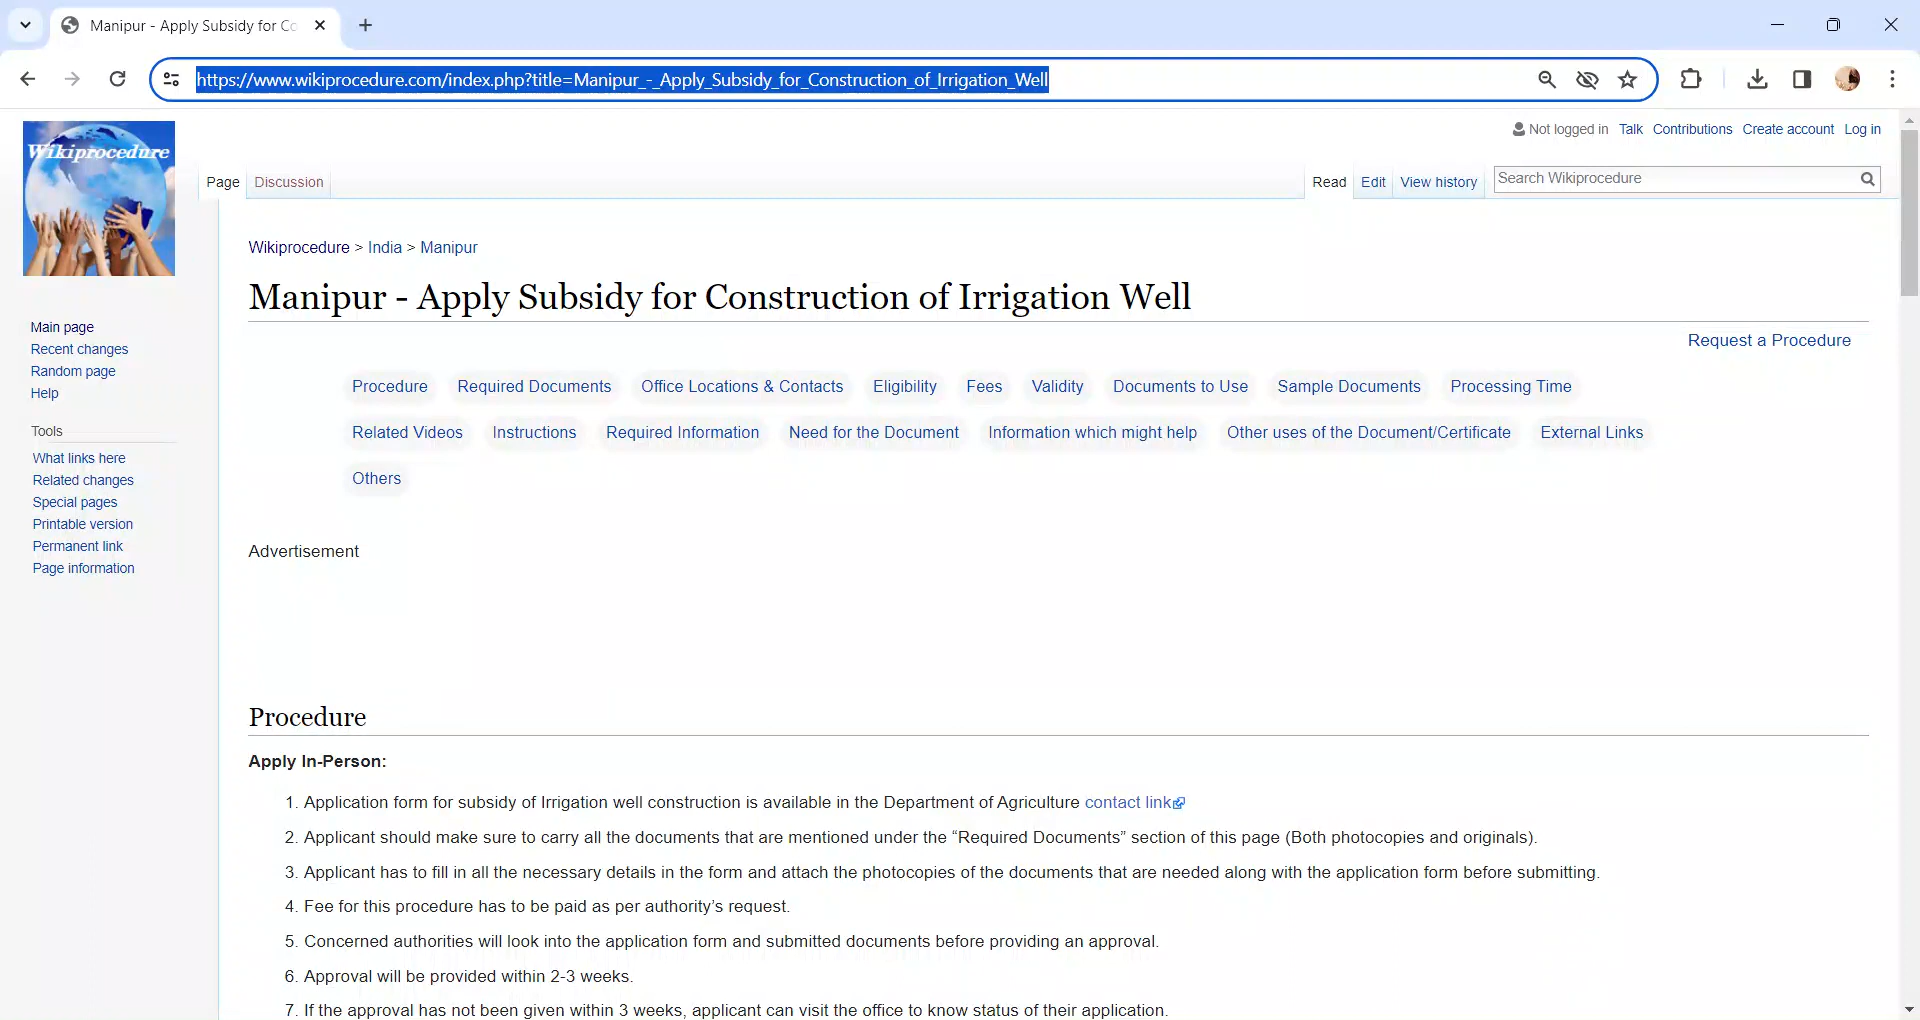 Manipur - Apply Subsidy for Co
https://www.wikiprocedure.com/index.php?title=Manipur_-_Apply_Subsidy_for_Construction_of_Irrigation_Well
Wikiprocedure
Not logged in Talk Contributions Create account Log in
Page Discussion Read Edit View history Search Wikiprocedure
Wikiprocedure > India > Manipur
Manipur - Apply Subsidy for Construction of Irrigation Well
Request a Procedure
Main page
Recent changes
Random page
Help
Tools
What links here
Related changes
Special pages
Printable version
Permanent link
Page information
Procedure Required Documents Office Locations & Contacts Eligibility Fees Validity Documents to Use Sample Documents Processing Time
Related Videos Instructions Required Information Need for the Document Information which might help Other uses of the Document/Certificate External Links
Others
Advertisement
Procedure
Apply In-Person:
1. Application form for subsidy of Irrigation well construction is available in the Department of Agriculture contact link
2. Applicant should make sure to carry all the documents that are mentioned under the “Required Documents” section of this page (Both photocopies and originals).
3. Applicant has to fill in all the necessary details in the form and attach the photocopies of the documents that are needed along with the application form before submitting.
4. Fee for this procedure has to be paid as per authority’s request.
5. Concerned authorities will look into the application form and submitted documents before providing an approval.
6. Approval will be provided within 2-3 weeks.
7. If the approval has not been given within 3 weeks, applicant can visit the office to know status of their application.